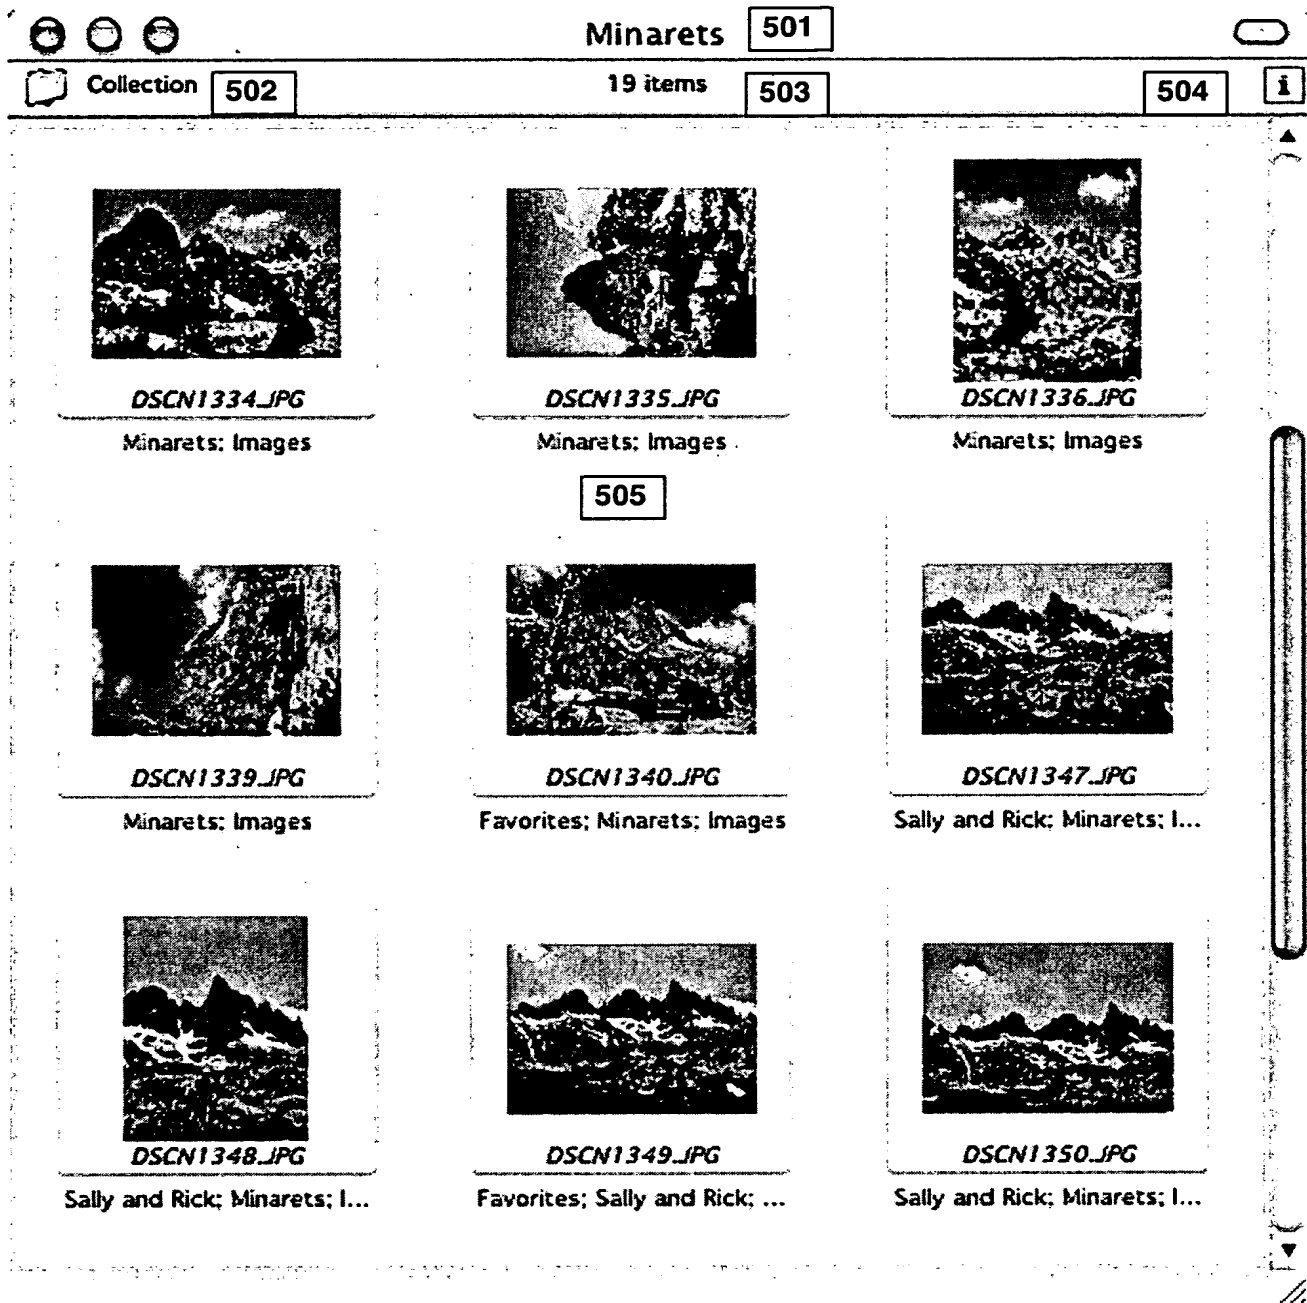 Minarets 501
Collection 502 19 items 503 504 i
DSCN1334.JPG DSCN1335.JPG DSCN1336.JPG
Minarets; Images Minarets; Images Minarets; Images
505
DSCN1339.JPG DSCN1340.JPG DSCN1347.JPG
Minarets; Images Favorites; Minarets; Images Sally and Rick; Minarets; I...
DSCN1348.JPG DSCN1349.JPG DSCN1350.JPG
Sally and Rick; Minarets; I... Favorites; Sally and Rick; ... Sally and Rick; Minarets; I...